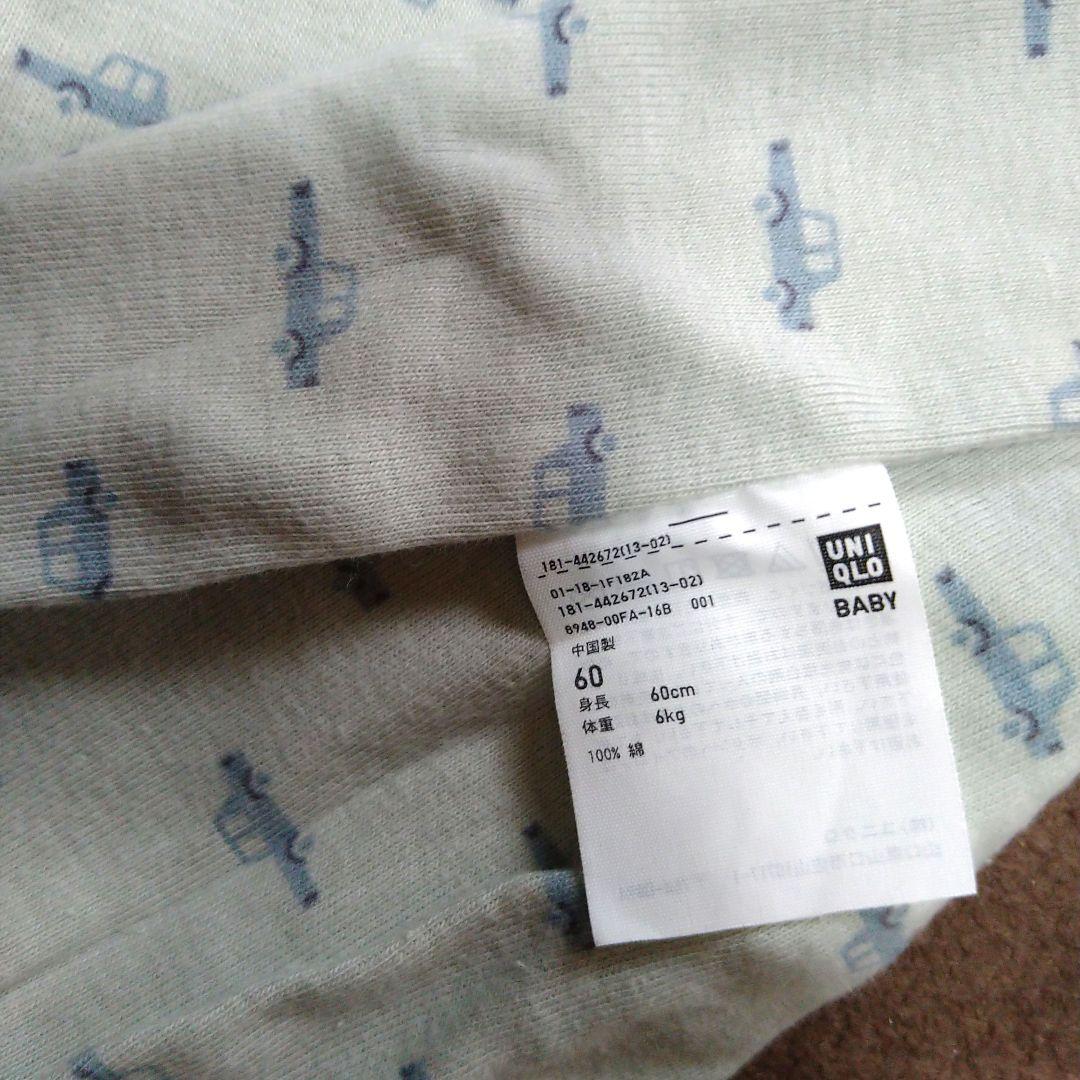 181-442672(13-02)
01-18-1F182A
181-442672(13-02)
8948-00FA-16B 001
UNI
QLO
BABY
中国製
60
身長 60cm
体重 6kg
100% 綿